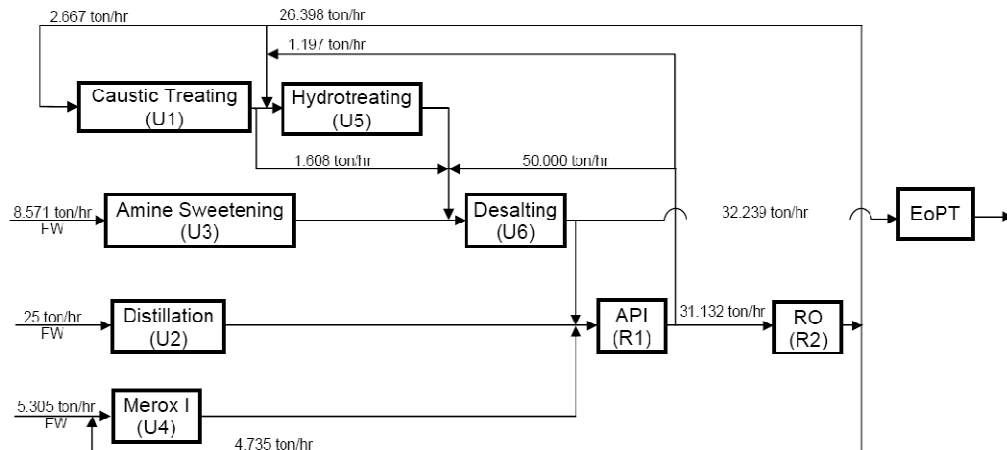 2.667 ton/hr
26.398 ton/hr
1.197 ton/hr
Caustic Treating
(U1)
Hydrotreating
(U5)
1.608 ton/hr
50.000 ton/hr
8.571 ton/hr
FW
Amine Sweetening
(U3)
Desalting
(U6)
32.239 ton/hr
EoPT
25 ton/hr
FW
Distillation
(U2)
API
(R1)
31.132 ton/hr
RO
(R2)
5.305 ton/hr
FW
Merox I
(U4)
4.735 ton/hr